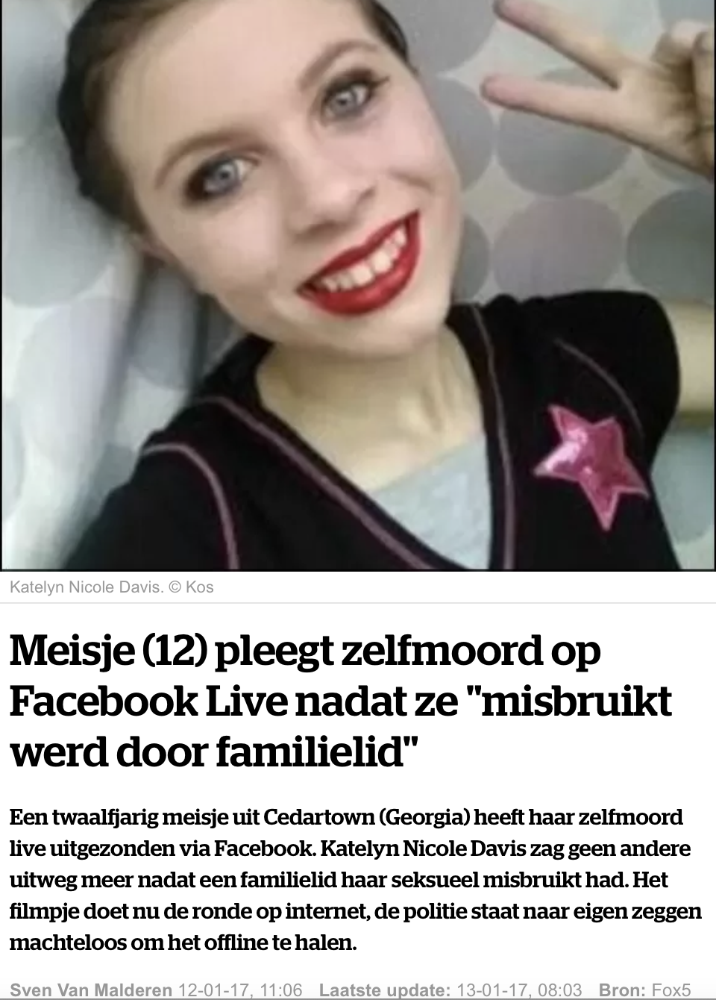 Katelyn Nicole Davis. © Kos
Meisje (12) pleegt zelfmoord op
Facebook Live nadat ze "misbruikt
werd door familielid"
Een twaalfjarig meisje uit Cedartown (Georgia) heeft haar zelfmoord
live uitgezonden via Facebook. Katelyn Nicole Davis zag geen andere
uitweg meer nadat een familielid haar seksueel misbruikt had. Het
filmpje doet nu de ronde op internet, de politie staat naar eigen zeggen
machteloos om het offline te halen.
Sven Van Malderen 12-01-17, 11:06 Laatste update: 13-01-17, 08:03 Bron: Fox5